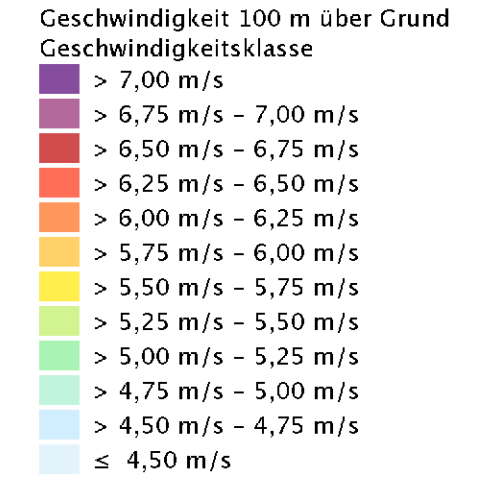 Geschwindigkeit 100 m über Grund
Geschwindigkeitsklasse
> 7,00 m/s
> 6,75 m/s – 7,00 m/s
> 6,50 m/s – 6,75 m/s
> 6,25 m/s – 6,50 m/s
> 6,00 m/s – 6,25 m/s
> 5,75 m/s – 6,00 m/s
> 5,50 m/s – 5,75 m/s
> 5,25 m/s – 5,50 m/s
> 5,00 m/s – 5,25 m/s
> 4,75 m/s – 5,00 m/s
> 4,50 m/s – 4,75 m/s
≤ 4,50 m/s